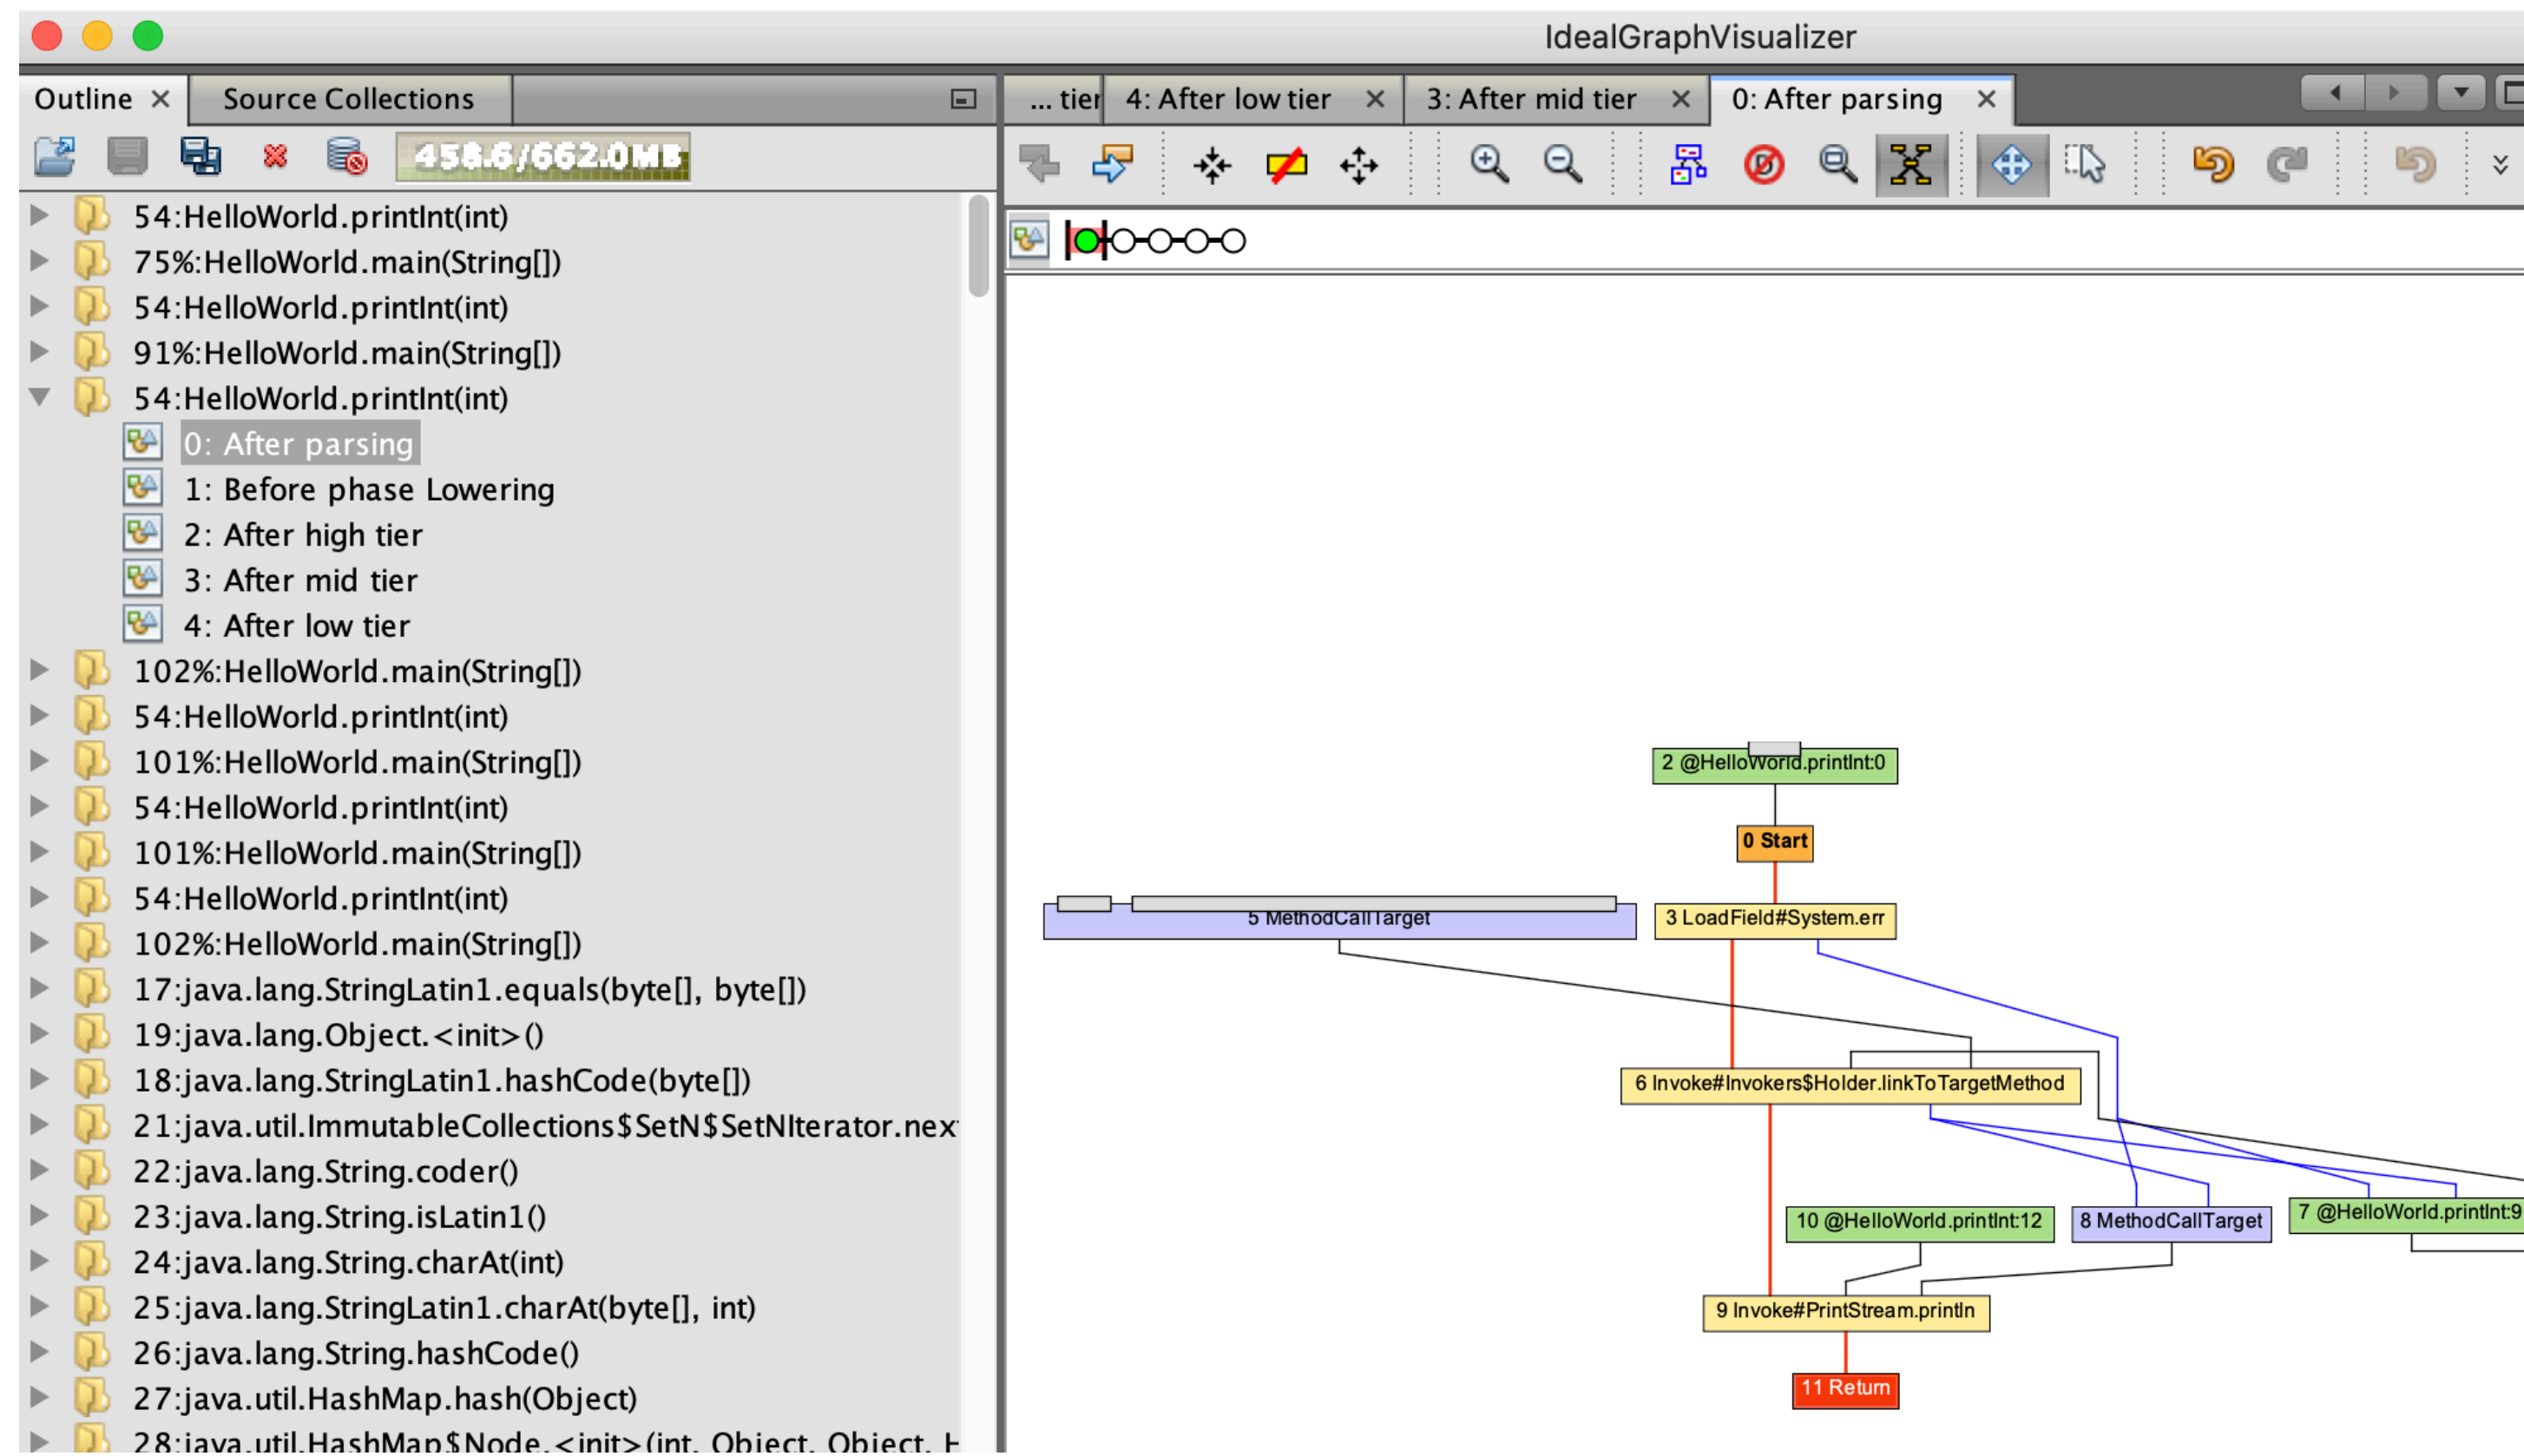 IdealGraphVisualizer
Outline
Source Collections
... tier
4: After low tier
3: After mid tier
0: After parsing
458.6/662.0MB
54:HelloWorld.printInt(int)
75%:HelloWorld.main(String[])
54:HelloWorld.printInt(int)
91%:HelloWorld.main(String[])
54:HelloWorld.printInt(int)
0: After parsing
1: Before phase Lowering
2: After high tier
3: After mid tier
4: After low tier
102%:HelloWorld.main(String[])
54:HelloWorld.printInt(int)
101%:HelloWorld.main(String[])
54:HelloWorld.printInt(int)
101%:HelloWorld.main(String[])
54:HelloWorld.printInt(int)
102%:HelloWorld.main(String[])
17:java.lang.StringLatin1.equals(byte[], byte[])
19:java.lang.Object.<init>()
18:java.lang.StringLatin1.hashCode(byte[])
21:java.util.ImmutableCollections$SetN$SetNIterator.nex
22:java.lang.String.coder()
23:java.lang.String.isLatin1()
24:java.lang.String.charAt(int)
25:java.lang.StringLatin1.charAt(byte[], int)
26:java.lang.String.hashCode()
27:java.util.HashMap.hash(Object)
28:java.util.HashMap$Node.<init>(int, Object, Object, H
2 @HelloWorld.printInt:0
0 Start
5 MethodCallTarget
3 LoadField#System.err
6 Invoke#Invokers$Holder.linkToTargetMethod
10 @HelloWorld.printInt:12
8 MethodCallTarget
7 @HelloWorld.printInt:9
9 Invoke#PrintStream.println
11 Return